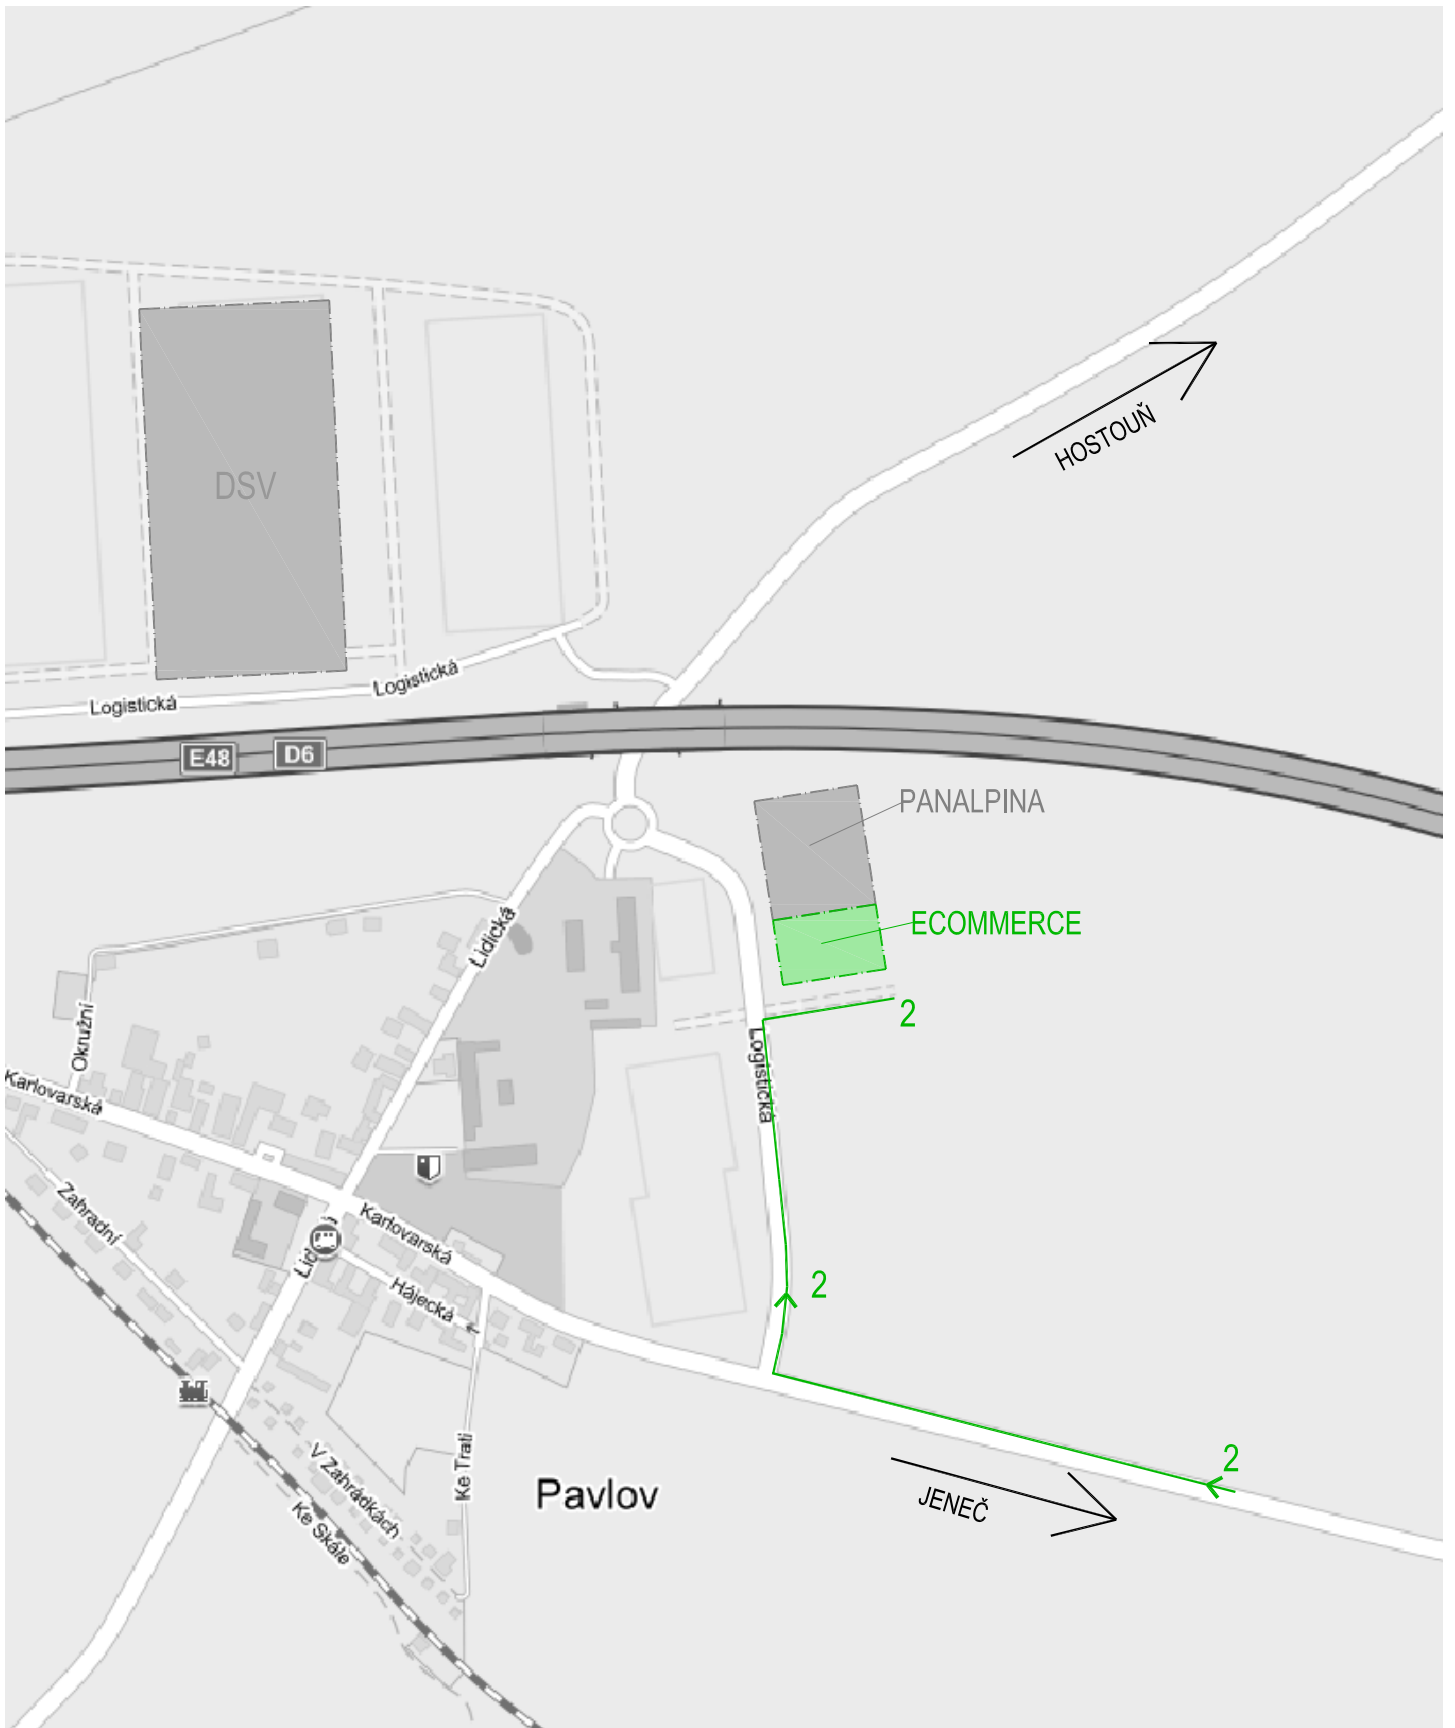 HOSTOUŇ
DSV
Logistická
Logistická
E48
D6
PANALPINA
ECOMMERCE
Lidická
2
Okružní
Logistická
Karlovarská
Zahradní
Karlovarská
Hájecká
2
Ke Trati
V Zahrádkách
Ke Skále
Pavlov
2
JENEČ